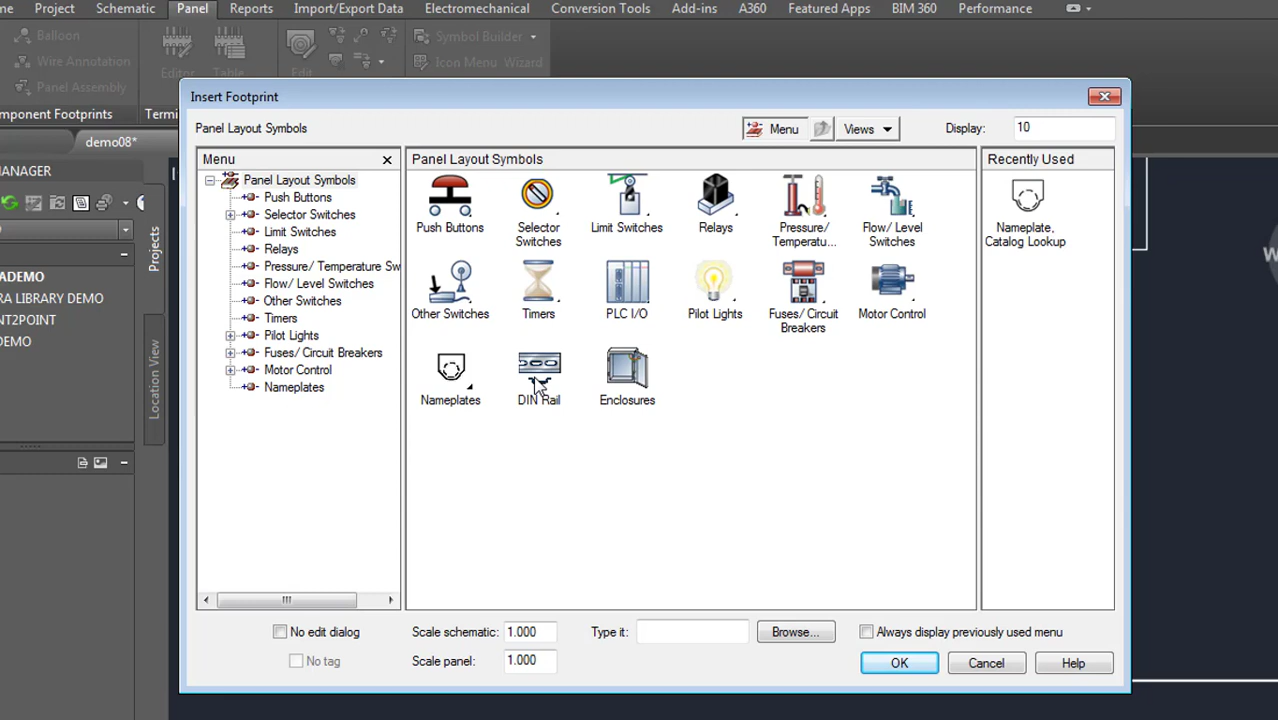 me Project Schematic Panel Reports Import/Export Data Electromechanical Conversion Tools Add-ins A360 Featured Apps BIM 360 Performance
Balloon
Wire Annotation
Panel Assembly
Editor
Table
Edit
Symbol Builder
Icon Menu Wizard
mponent Footprints
Termi
demo08*
MANAGER
Projects
Location View
ADEMO
RA LIBRARY DEMO
NT2POINT
DEMO
Insert Footprint
Panel Layout Symbols
Menu
Views
Display:
10
Menu
Panel Layout Symbols
Push Buttons
Selector Switches
Limit Switches
Relays
Pressure/ Temperature Sw
Flow/ Level Switches
Other Switches
Timers
Pilot Lights
Fuses/ Circuit Breakers
Motor Control
Nameplates
Panel Layout Symbols
Push Buttons
Selector
Switches
Limit Switches
Relays
Pressure/
Temperatu...
Flow/ Level
Switches
Other Switches
Timers
PLC I/O
Pilot Lights
Fuses/ Circuit
Breakers
Motor Control
Nameplates
DIN Rail
Enclosures
Recently Used
Nameplate,
Catalog Lookup
No edit dialog
No tag
Scale schematic: 1.000
Scale panel: 1.000
Type it:
Browse...
Always display previously used menu
OK
Cancel
Help
W